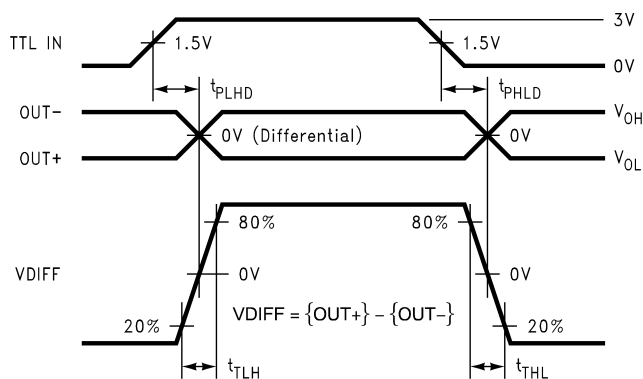 3V
TTL IN 1.5V 1.5V
0V
tPLHD tPHLD
OUT- VOH
0V (Differential) 0V
OUT+ VOL
80% 80%
VDIFF 0V 0V
VDIFF = {OUT+} – {OUT–}
20% 20%
tTLH tTHL